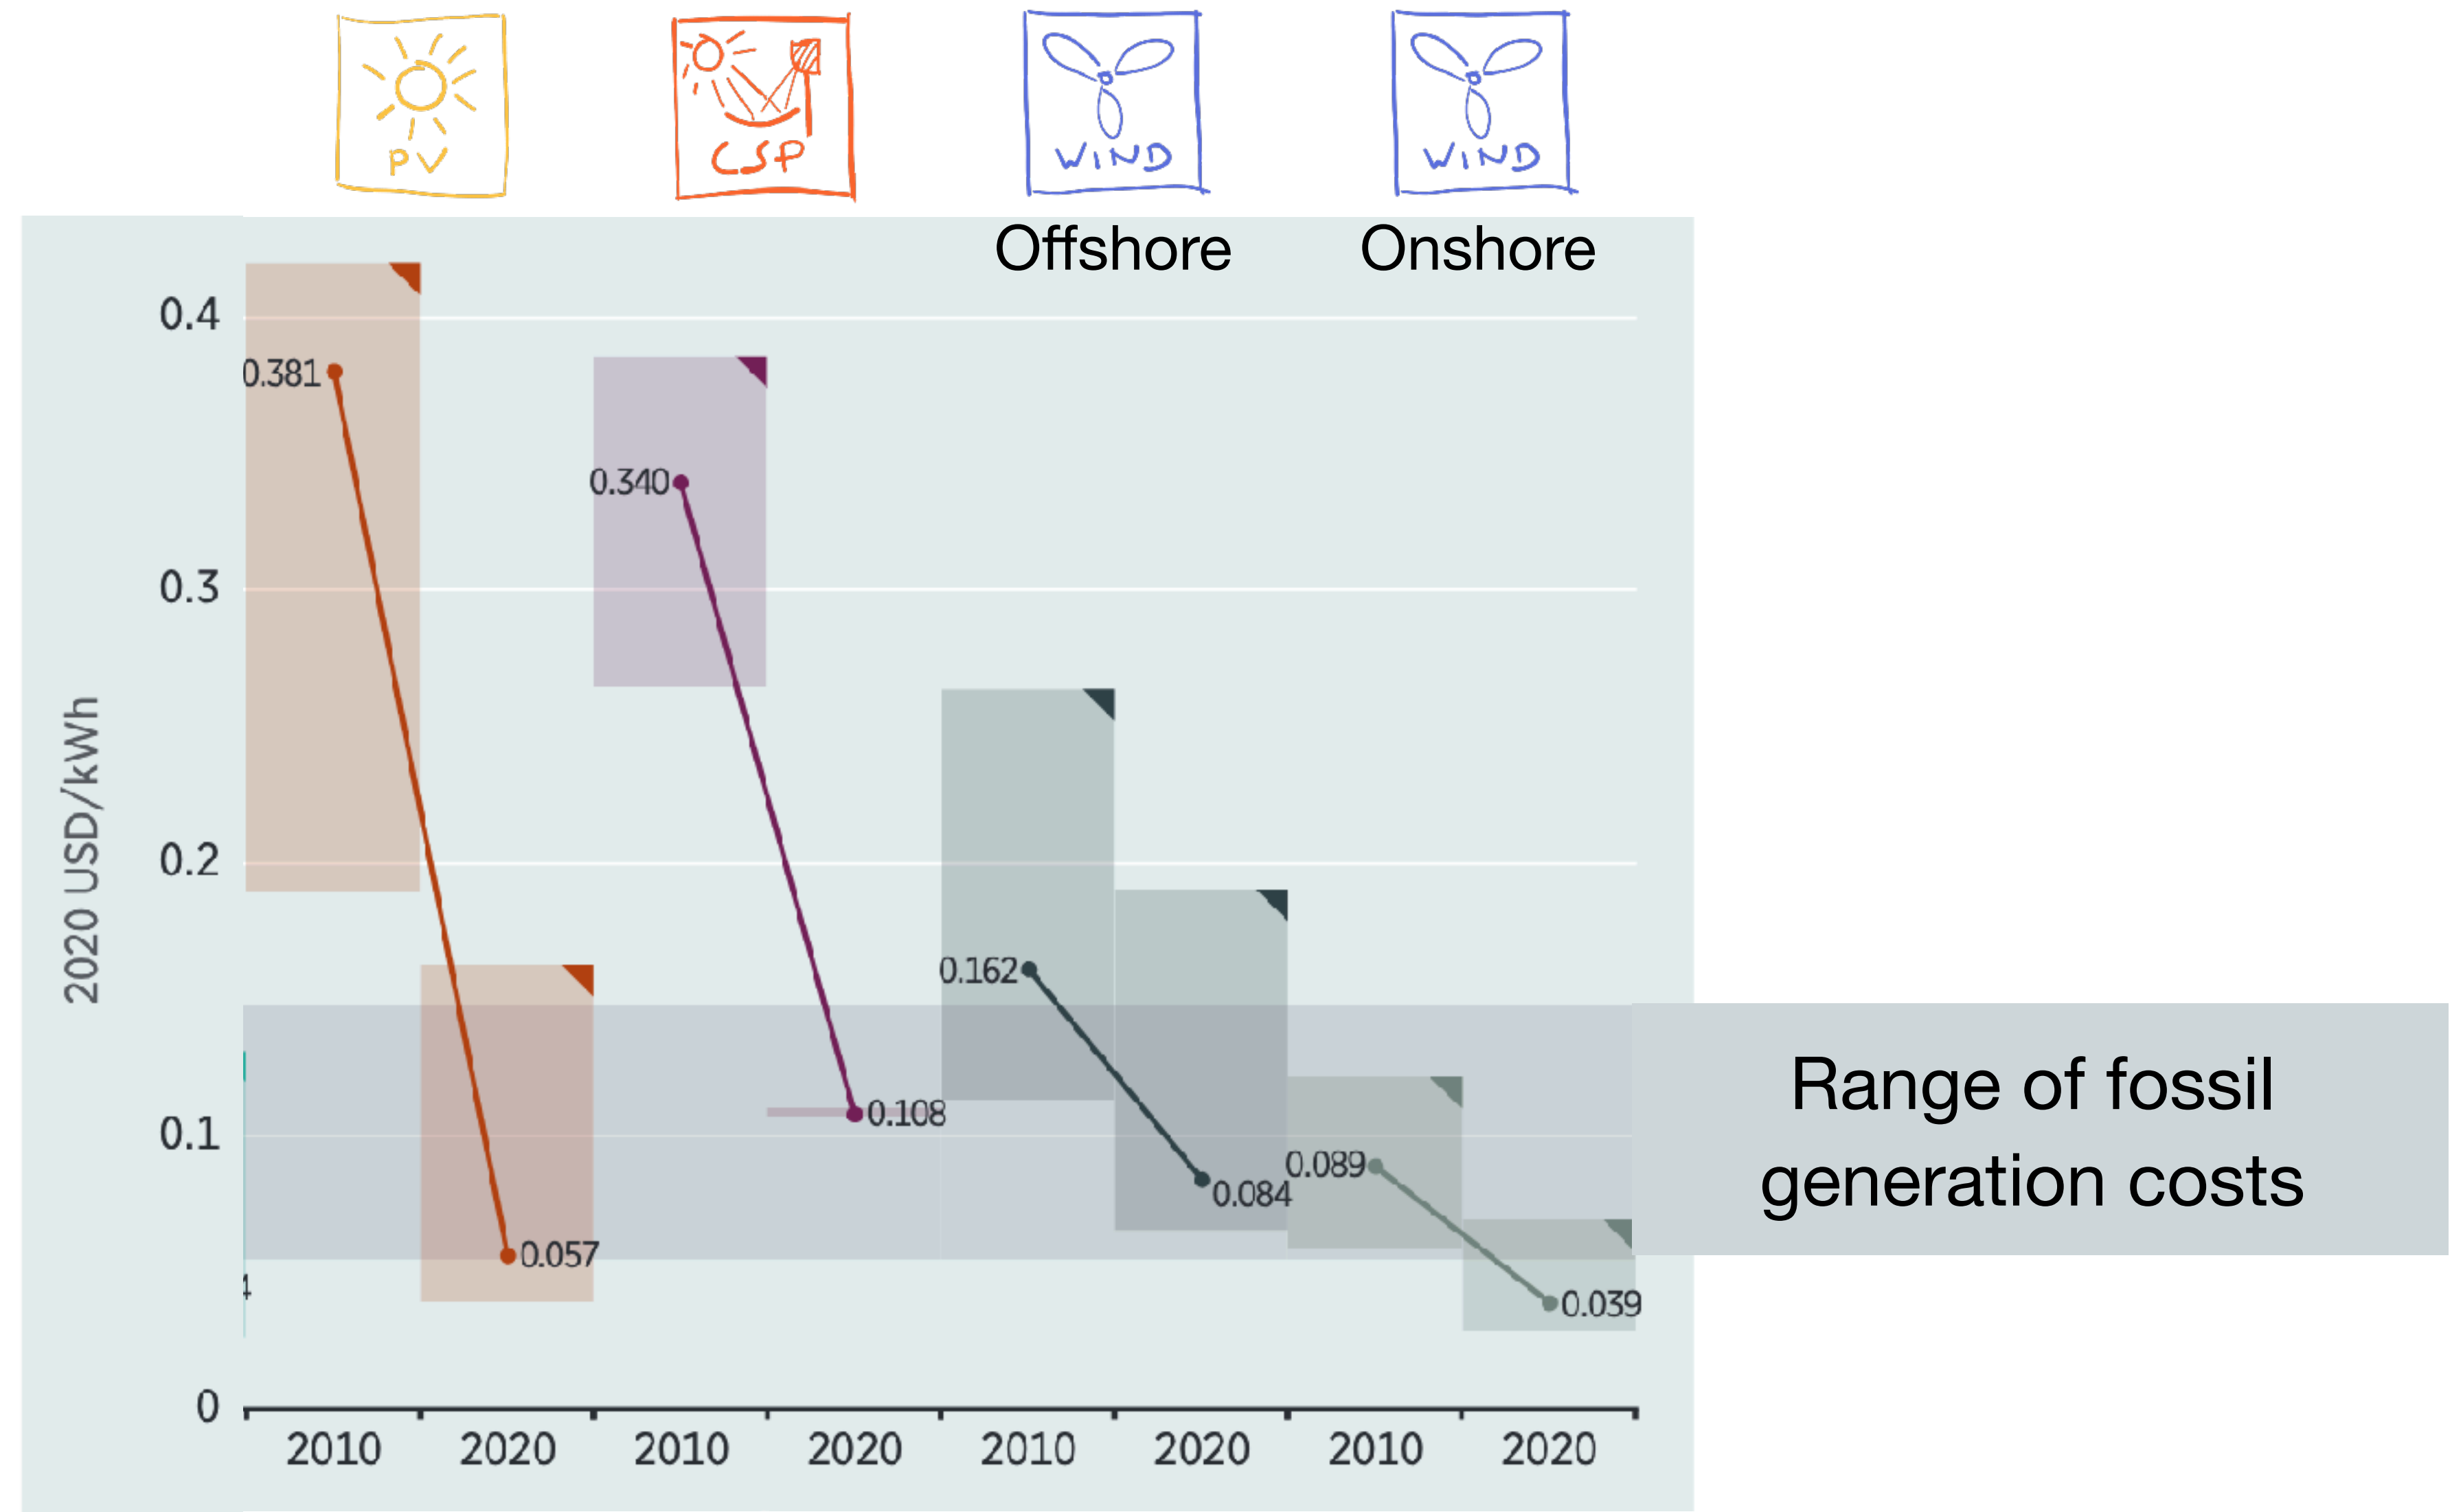 PV
CSP
WIND
WIND
Offshore
Onshore
0.4
0.381
0.340
0.3
0.2
2020 USD/kWh
0.162
Range of fossil
generation costs
0.108
0.1
0.089
0.084
0.057
4
0.039
0
2010 2020 2010 2020 2010 2020 2010 2020